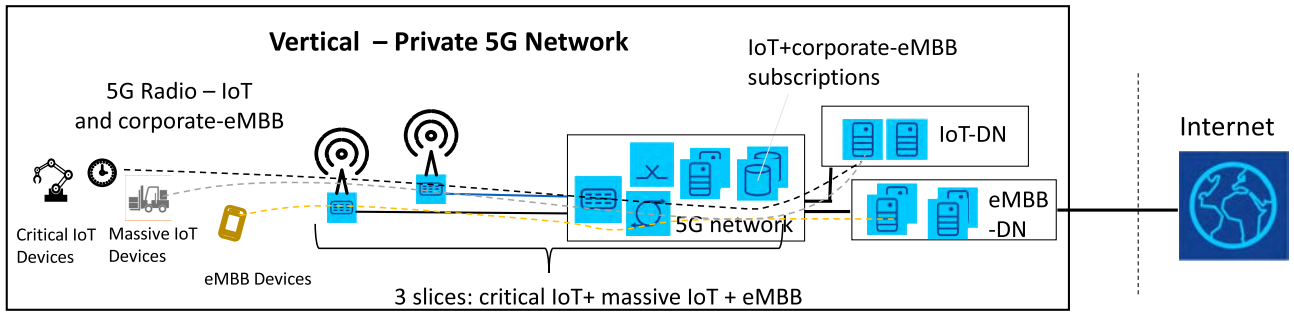 Vertical – Private 5G Network
IoT+corporate-eMBB
subscriptions
5G Radio – IoT
and corporate-eMBB
IoT-DN
Internet
eMBB
-DN
5G network
Critical IoT
Devices
Massive IoT
Devices
eMBB Devices
3 slices: critical IoT+ massive IoT + eMBB